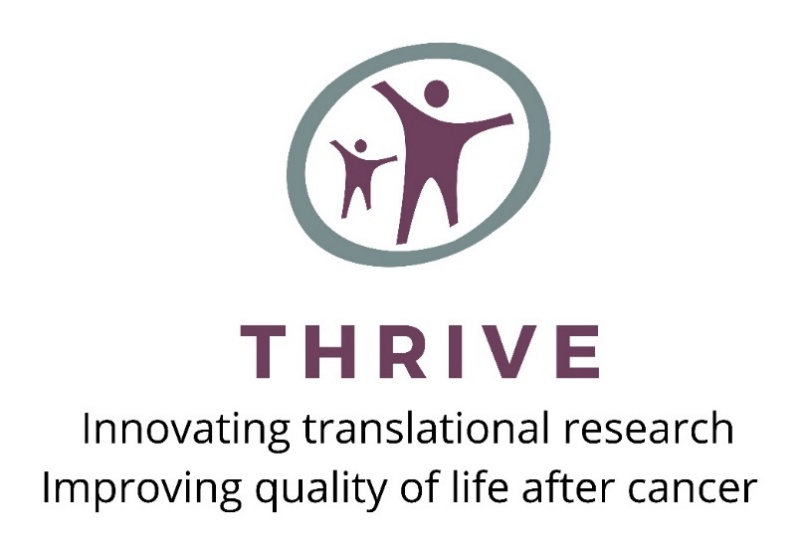 THRIVE
Innovating translational research
Improving quality of life after cancer